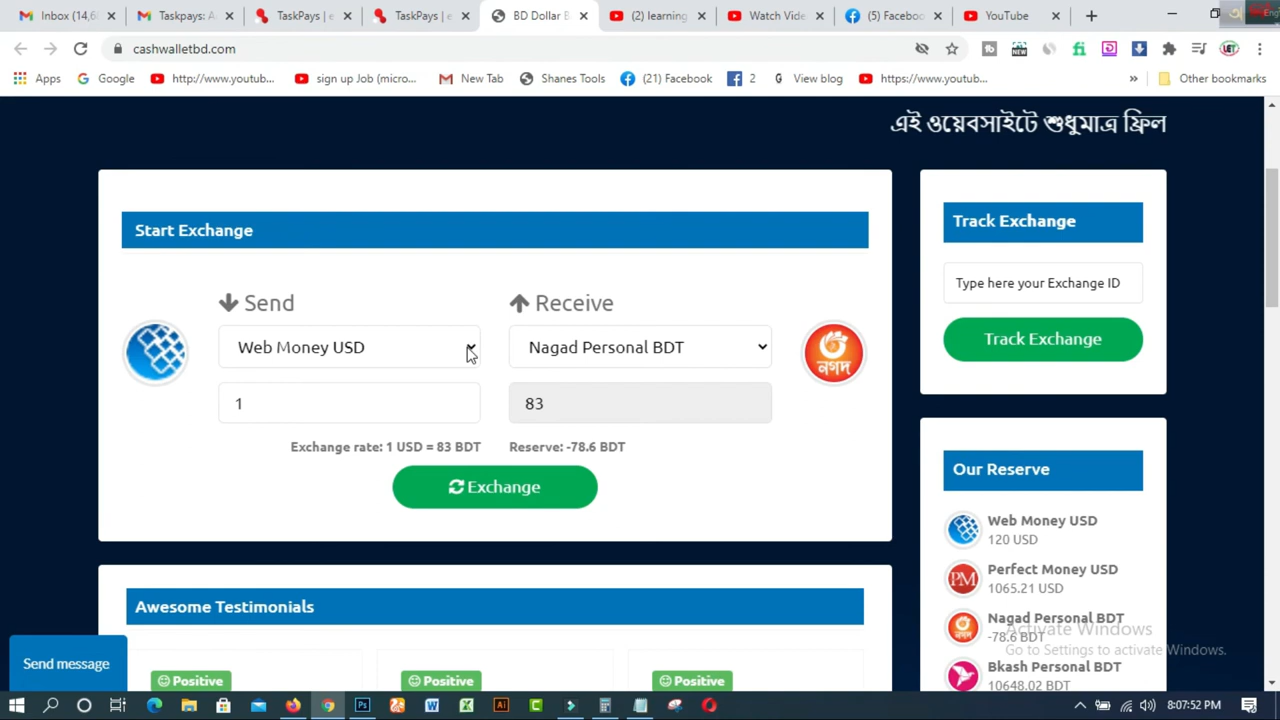 Inbox (13,61
Taskpays: A
TaskPays | e
TaskPays | e
BD Dollar B
(2) learning
Watch Vide
(5) Faceboo
YouTube
cashwalletbd.com
Apps
Google
http://www.youtub...
sign up Job (micro...
New Tab
Shanes Tools
(21) Facebook
2
View blog
https://www.youtub...
»
Other bookmarks
এই ওয়েবসাইটে শুধুমাত্র ফ্রিল
Start Exchange
Send
Receive
Web Money USD
Nagad Personal BDT
নগদ
1
83
Exchange rate: 1 USD = 83 BDT
Reserve: -78.6 BDT
Exchange
Track Exchange
Type here your Exchange ID
Track Exchange
Our Reserve
Web Money USD
120 USD
PM
Perfect Money USD
1065.21 USD
Nagad Personal BDT
-78.6 BDT
Bkash Personal BDT
10648.02 BDT
Activate Windows
Go to Settings to activate Windows.
Awesome Testimonials
Positive
Positive
Positive
Send message
8:07:52 PM